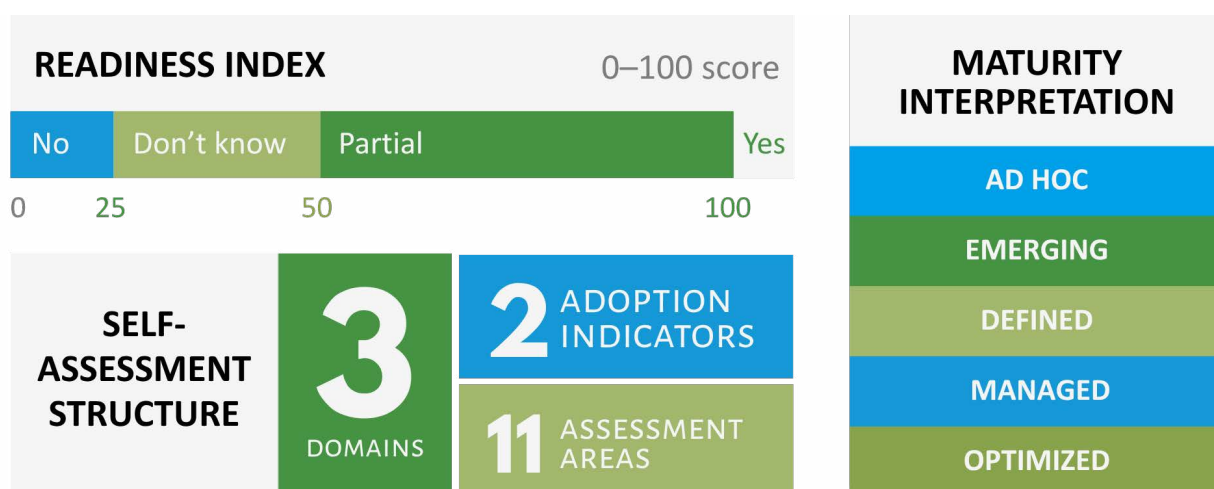 READINESS INDEX
0–100 score
No
Don't know
Partial
Yes
0
25
50
100
SELF-
ASSESSMENT
STRUCTURE
3
DOMAINS
2
ADOPTION
INDICATORS
11
ASSESSMENT
AREAS
MATURITY
INTERPRETATION
AD HOC
EMERGING
DEFINED
MANAGED
OPTIMIZED